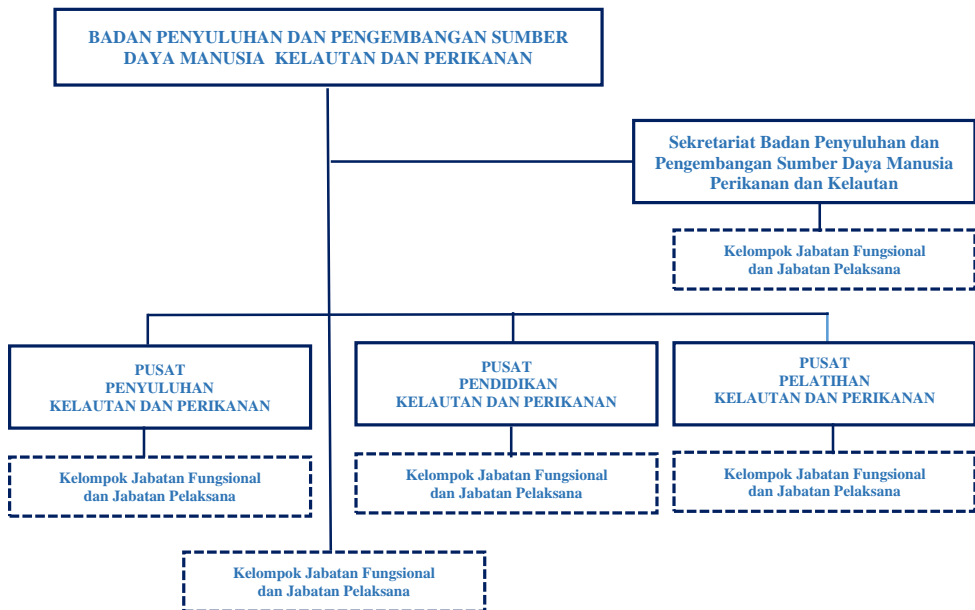 BADAN PENYULUHAN DAN PENGEMBANGAN SUMBER
DAYA MANUSIA KELAUTAN DAN PERIKANAN
Sekretariat Badan Penyuluhan dan
Pengembangan Sumber Daya Manusia
Perikanan dan Kelautan
Kelompok Jabatan Fungsional
dan Jabatan Pelaksana
PUSAT
PENYULUHAN
KELAUTAN DAN PERIKANAN
PUSAT
PENDIDIKAN
KELAUTAN DAN PERIKANAN
PUSAT
PELATIHAN
KELAUTAN DAN PERIKANAN
Kelompok Jabatan Fungsional
dan Jabatan Pelaksana
Kelompok Jabatan Fungsional
dan Jabatan Pelaksana
Kelompok Jabatan Fungsional
dan Jabatan Pelaksana
Kelompok Jabatan Fungsional
dan Jabatan Pelaksana